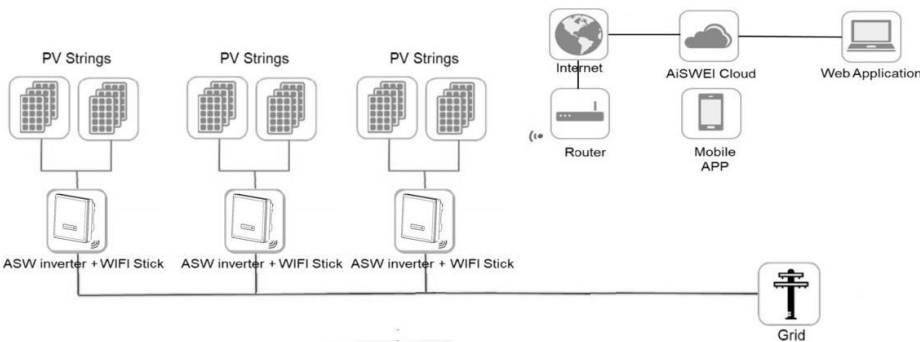 PV Strings
PV Strings
PV Strings
Internet
AiSWEI Cloud
Web Application
Router
Mobile
APP
ASW inverter + WIFI Stick
ASW inverter + WIFI Stick
ASW inverter + WIFI Stick
Grid